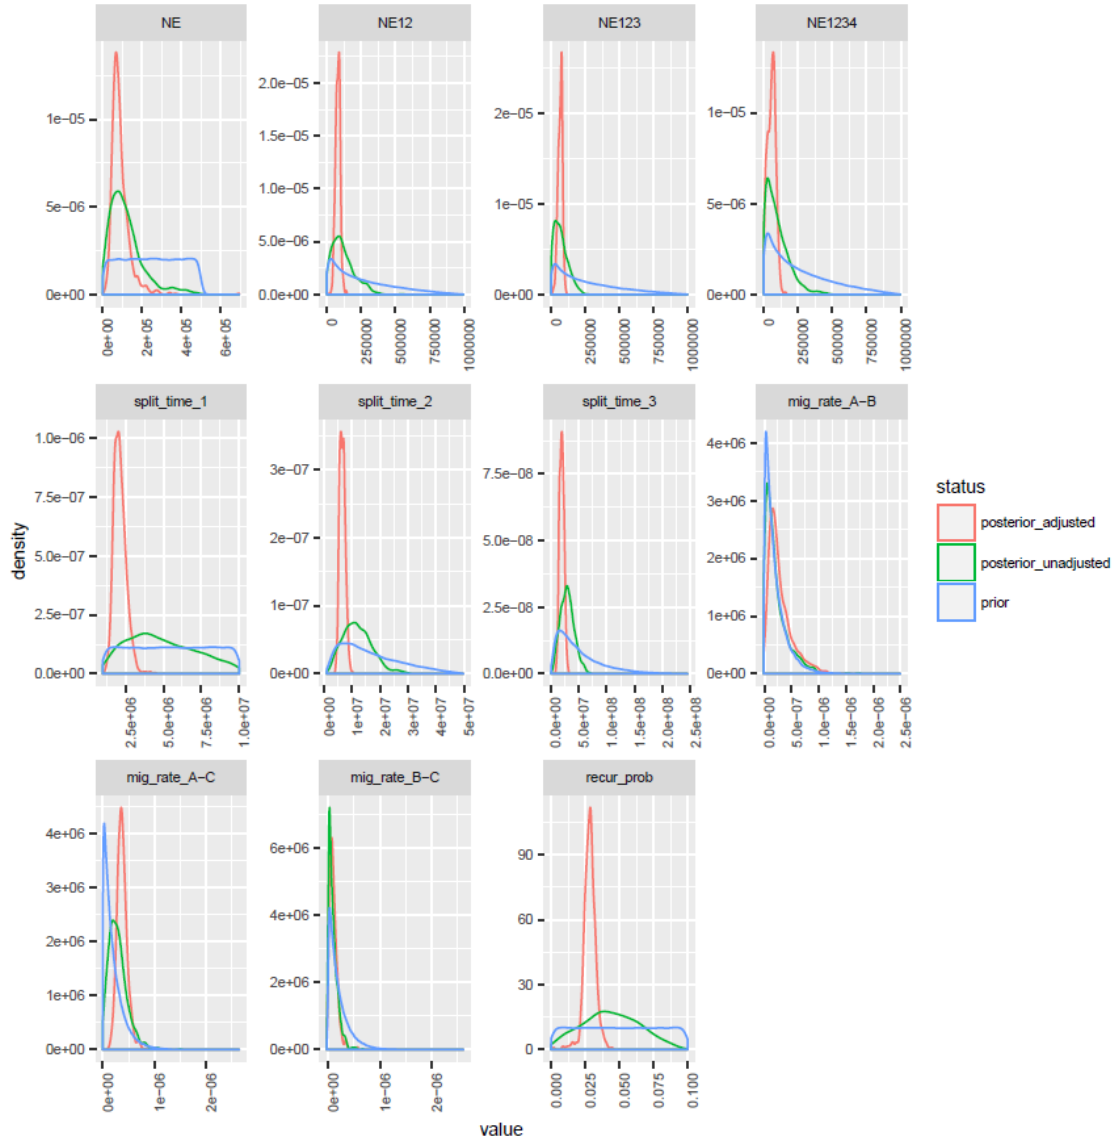 NE NE12 NE123 NE1234
1e−05
5e−06
0e+00
2.0e−05
1.5e−05
1.0e−05
5.0e−06
0.0e+00
2e−05
1e−05
0e+00
1e−05
5e−06
0e+00
0e+00 2e+05 4e+05 6e+05
0 250000 500000 750000 1000000
0 250000 500000 750000 1000000
0 250000 500000 750000 1000000
split_time_1 split_time_2 split_time_3 mig_rate_A−B
1.0e−06
7.5e−07
5.0e−07
2.5e−07
0.0e+00
3e−07
2e−07
1e−07
0e+00
7.5e−08
5.0e−08
2.5e−08
0.0e+00
4e+06
3e+06
2e+06
1e+06
0e+00
2.5e+06 5.0e+06 7.5e+06 1.0e+07
0e+00 1e+07 2e+07 3e+07 4e+07 5e+07
0.0e+00 5.0e+07 1.0e+08 1.5e+08 2.0e+08 2.5e+08
0.0e+00 5.0e−07 1.0e−06 1.5e−06 2.0e−06 2.5e−06
mig_rate_A−C mig_rate_B−C recur_prob
4e+06
3e+06
2e+06
1e+06
0e+00
6e+06
4e+06
2e+06
0e+00
90
60
30
0
0e+00 1e−06 2e−06
0e+00 1e−06 2e−06
0.000 0.025 0.050 0.075 0.100
density
value
status
posterior_adjusted
posterior_unadjusted
prior